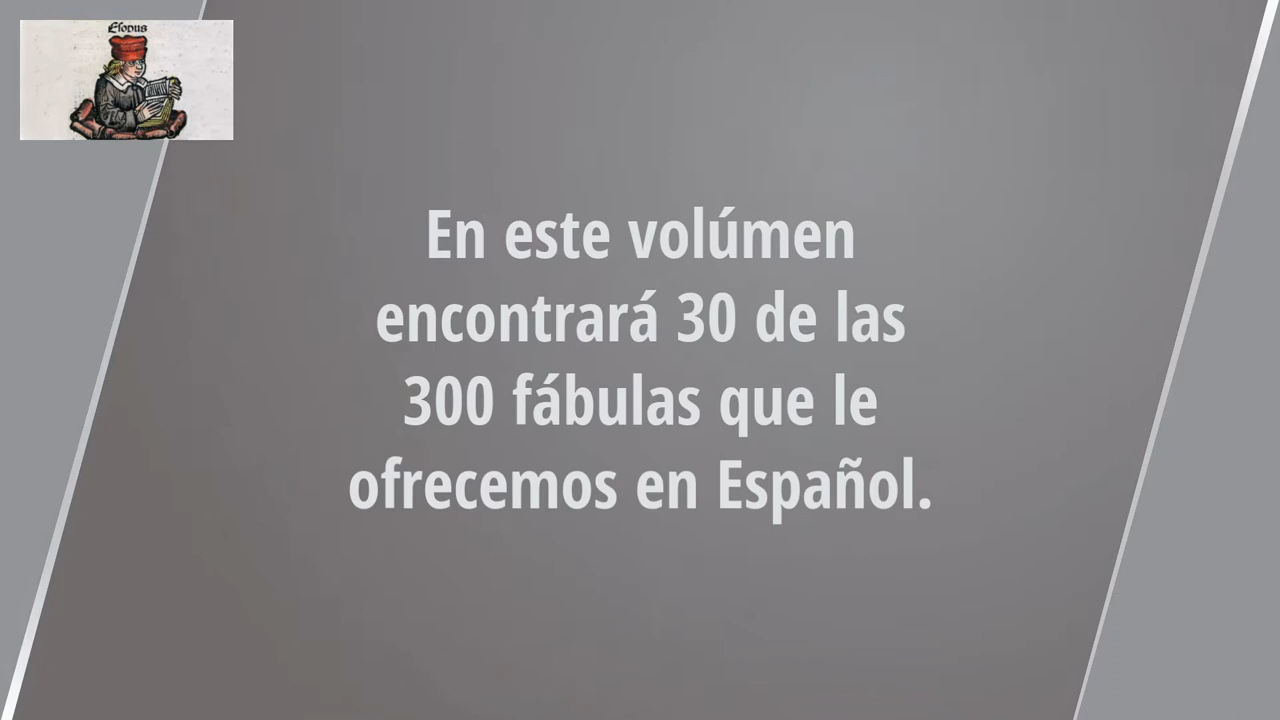 Esopus
En este volúmen
encontrará 30 de las
300 fábulas que le
ofrecemos en Español.